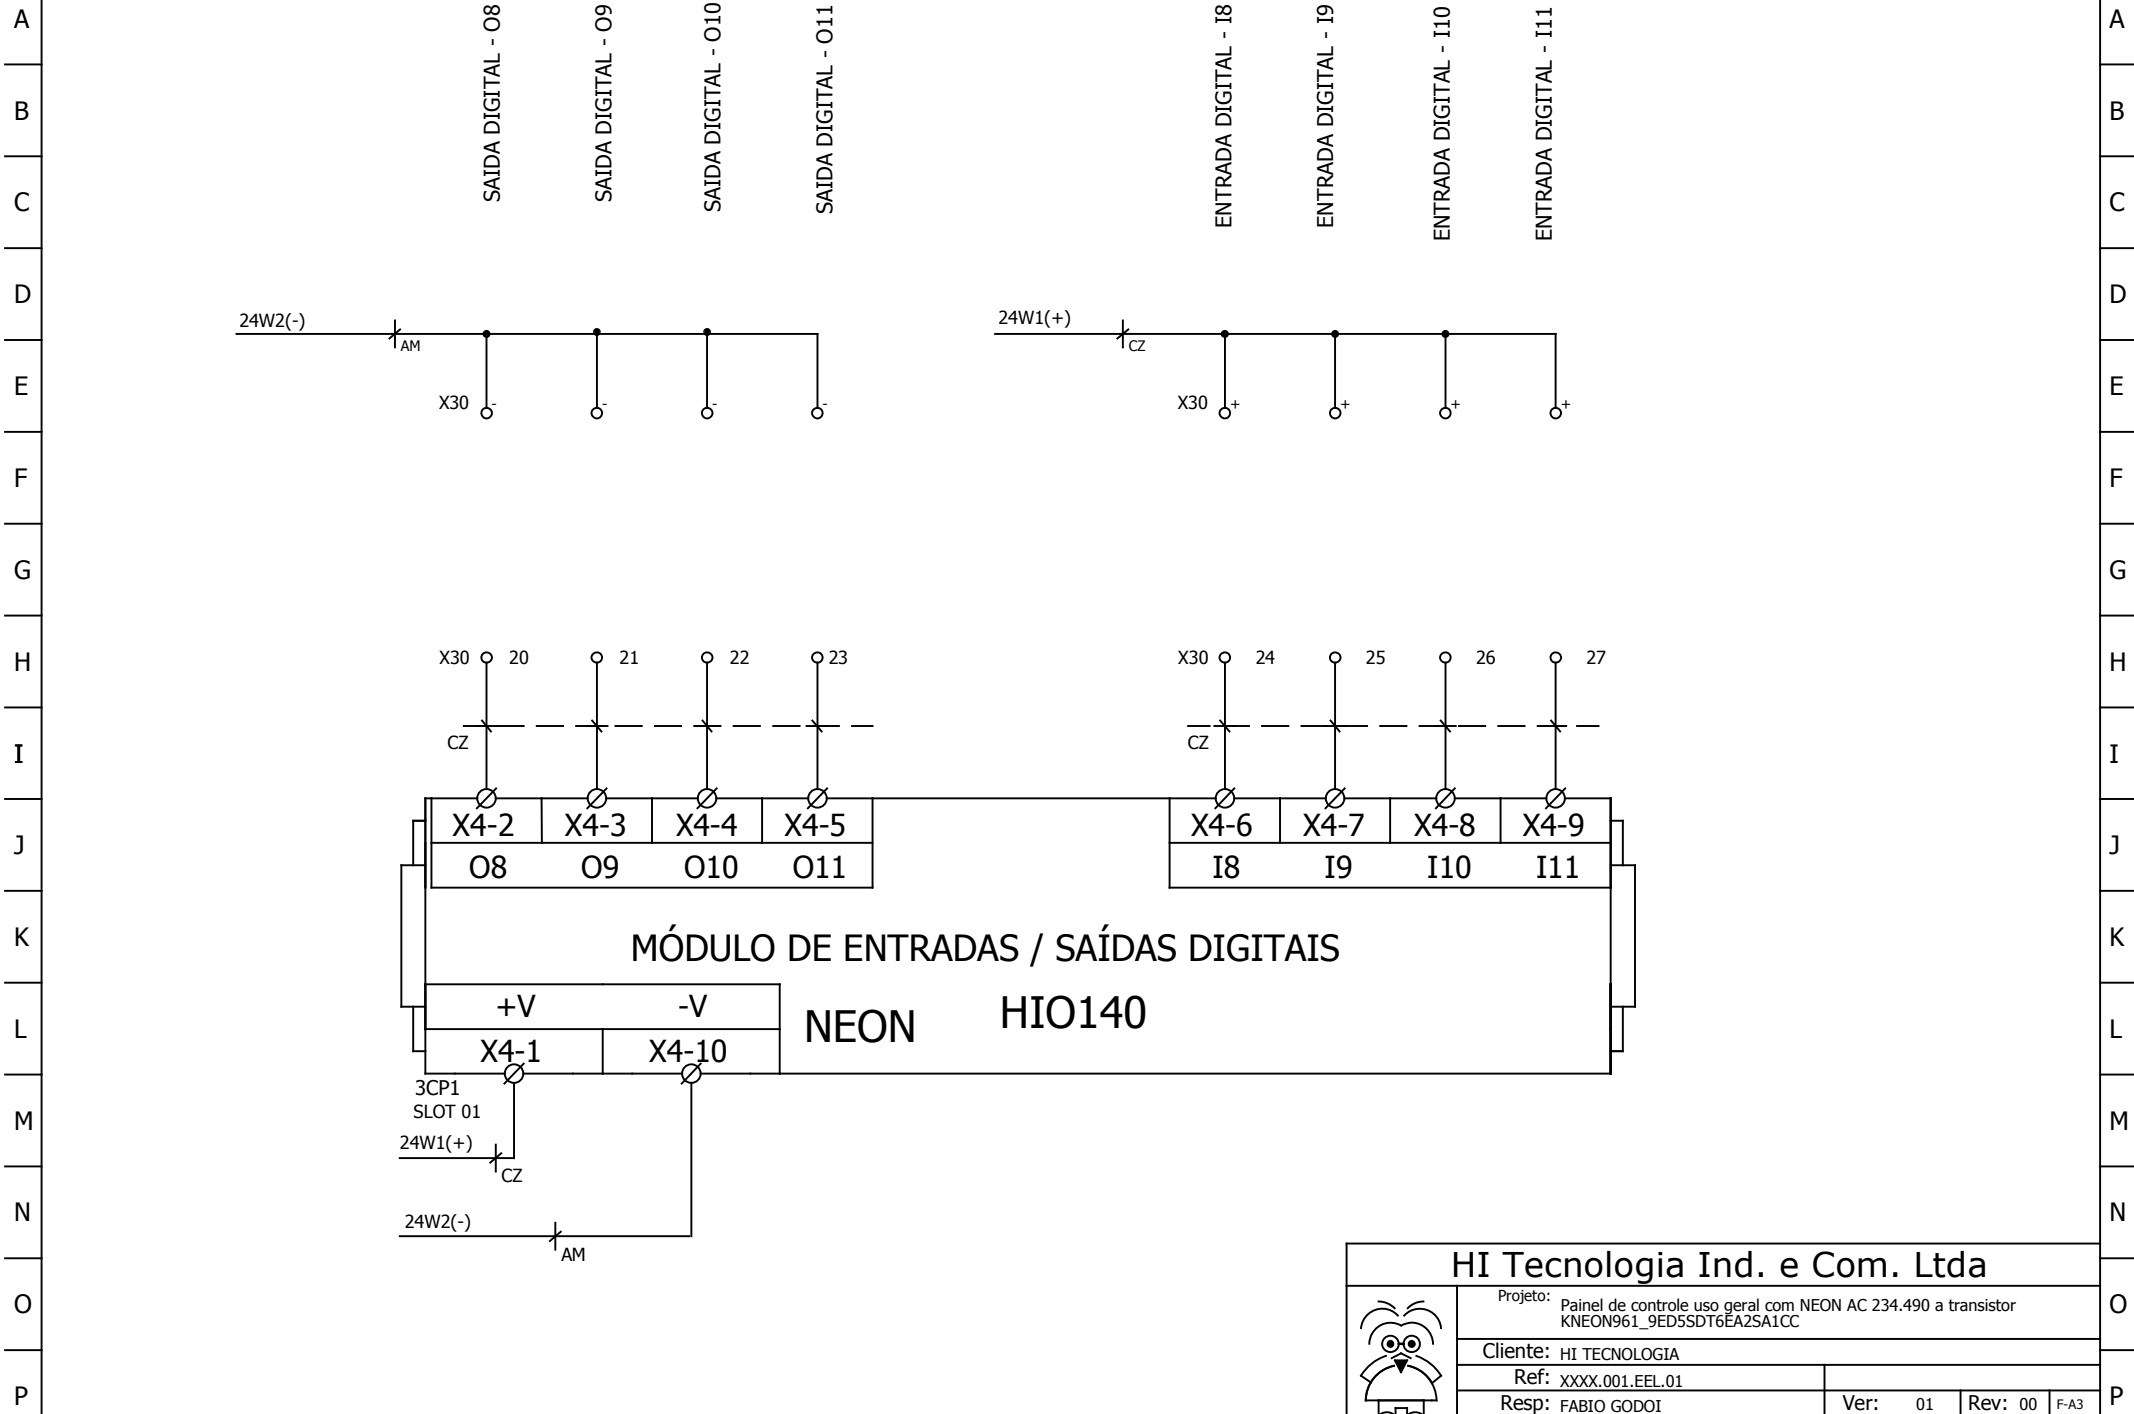 A A
SAIDA DIGITAL - O8
SAIDA DIGITAL - O9
SAIDA DIGITAL - O10
SAIDA DIGITAL - O11
ENTRADA DIGITAL - I8
ENTRADA DIGITAL - I9
ENTRADA DIGITAL - I10
ENTRADA DIGITAL - I11
B B
C C
D D
24W2(-) 24W1(+)
AM CZ
E E
X30 - - - - X30 + + + +
F F
G G
H H
X30 20 21 22 23 X30 24 25 26 27
CZ CZ
I I
X4-2 X4-3 X4-4 X4-5 X4-6 X4-7 X4-8 X4-9
J J
O8 O9 O10 O11 I8 I9 I10 I11
K K
MÓDULO DE ENTRADAS / SAÍDAS DIGITAIS
+V -V
NEON HIO140
L L
X4-1 X4-10
3CP1
SLOT 01
M M
24W1(+)
CZ
N N
24W2(-)
AM
HI Tecnologia Ind. e Com. Ltda
O O
Projeto: Painel de controle uso geral com NEON AC 234.490 a transistor
KNEON961_9ED5SDT6EA2SA1CC
Cliente: HI TECNOLOGIA
Ref: XXXX.001.EEL.01
P P
Resp: FABIO GODOI Ver: 01 Rev: 00 F-A3